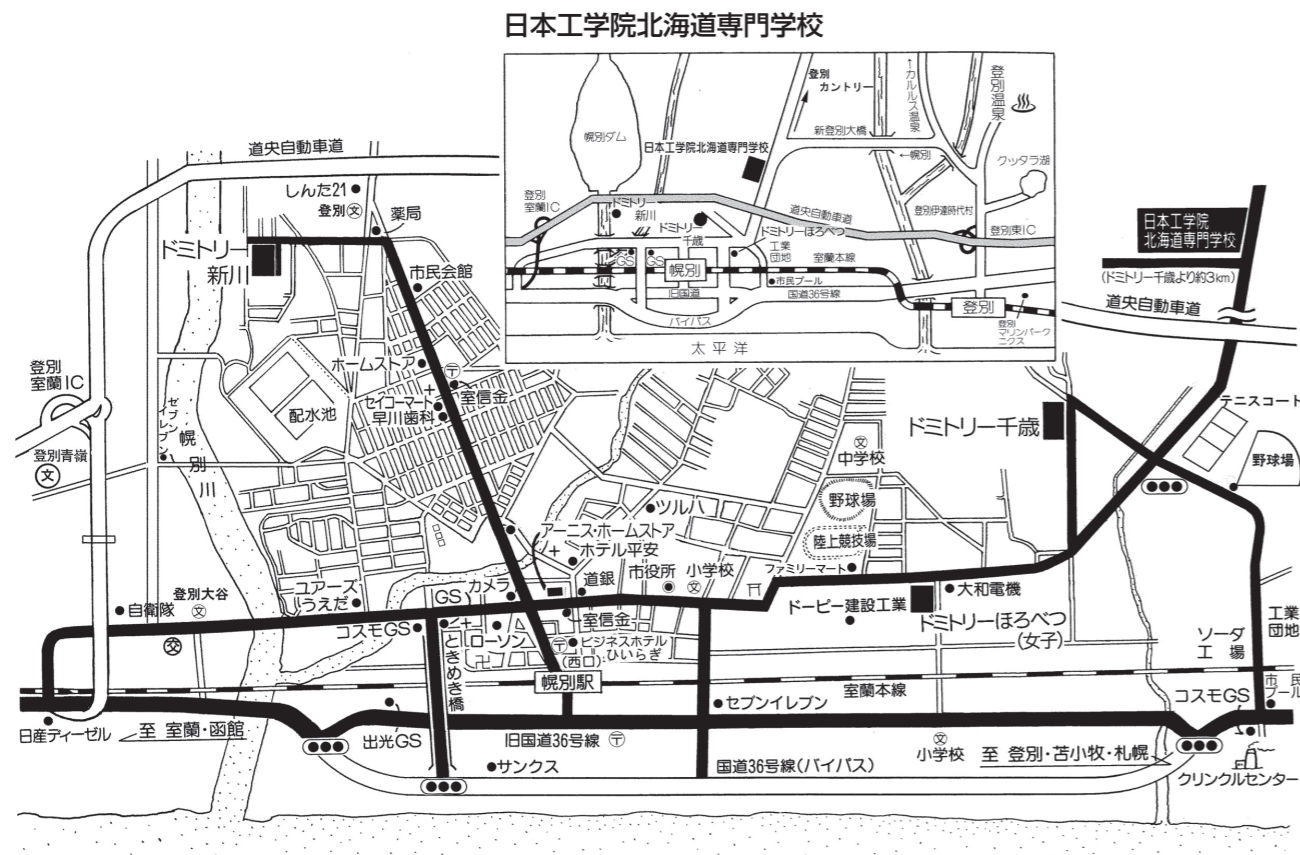 日本工学院北海道専門学校
登別
カントリー
←カルルス温泉
登別温泉
幌別ダム
新登別大橋
日本工学院北海道専門学校
←幌別
クッタラ湖
登別
室蘭IC
ドミトリー
新川
ドミトリー
千歳
道央自動車道
登別伊達時代村
ドミトリーほろべつ
工業
団地
登別東IC
GS
GS
幌別
室蘭本線
市民プール
旧国道
国道36号線
登別
バイパス
登別
マリンパーク
ニクス
太平洋
道央自動車道
しんた21
登別文
薬局
ドミトリー
新川
市民会館
日本工学院
北海道専門学校
(ドミトリー千歳より約3km)
道央自動車道
登別
室蘭IC
ホームストア
〒
室信金
セイコーマート
早川歯科
配水池
セブン
イレブン
幌別川
登別青嶺
文
ドミトリー千歳
テニスコート
野球場
文
中学校
野球場
陸上競技場
ツルハ
アーニス・ホームストア
ホテル平安
市役所
小学校
文
ファミリーマート
道銀
カメラ
GS
ユアーズ
うえだ
登別大谷
文
自衛隊
交
コスモGS
ローソン
室信金
〒
ビジネスホテル
ひいらぎ
(西口)
ときめき橋
幌別駅
ドーピー建設工業
大和電機
ドミトリーほろべつ
(女子)
ソーダ
工場
工業
団地
市民
プール
コスモGS
室蘭本線
セブンイレブン
日産ディーゼル
至 室蘭・函館
出光GS
旧国道36号線
〒
サンクス
国道36号線(バイパス)
文
小学校
至 登別・苫小牧・札幌
クリンクルセンター